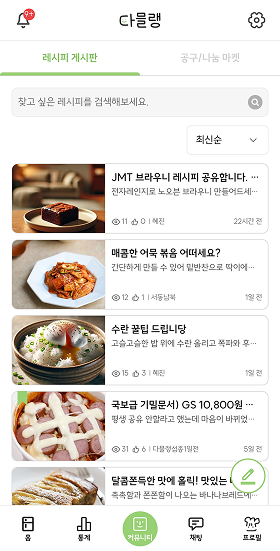 9+
다믈랭
레시피 게시판
공구/나눔 마켓
찾고 싶은 레시피를 검색해보세요.
최신순
JMT 브라우니 레시피 공유합니다. ...
전자레인지로 노오븐 브라우니 만들어드세...
11 0 | 혜진
22시간 전
매콤한 어묵 볶음 어떠세요?
간단하게 만들 수 있어 밑반찬으로 딱이에...
12 1 | 서동남북
1일 전
수란 꿀팁 드립니당
고슬고슬한 밥 위에 수란 올리고 쪽파와 후...
15 3 | 혜진
1일 전
국보급 기밀문서) GS 10,800원 ...
평생 공유 안할라고 했는데 마음이 바뀌었...
31 6 | 다믈정성총1일전
5일 전
달콤쫀득한 맛에 홀릭! 맛있는 바
촉촉함과 쫀쫀함이 나오는 바나나브레드예...
홈
통계
커뮤니티
채팅
프로필